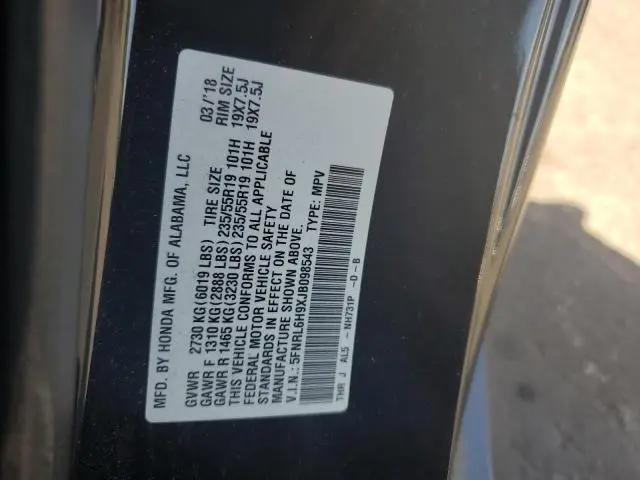 MFD. BY HONDA MFG. OF ALABAMA, LLC 03/'18
GVWR 2730 KG(6019 LBS) TIRE SIZE RIM SIZE
GAWR F 1310 KG(2888 LBS)235/55R19 101H 19X7.5J
GAWR R 1465 KG(3230 LBS)235/55R19 101H 19X7.5J
THIS VEHICLE CONFORMS TO ALL APPLICABLE
FEDERAL MOTOR VEHICLE SAFETY
STANDARDS IN EFFECT ON THE DATE OF
MANUFACTURE SHOWN ABOVE.
V.I.N.: 5FNRL6H9XJB098543 TYPE: MPV
THR J AL5 - NH731P -D-B